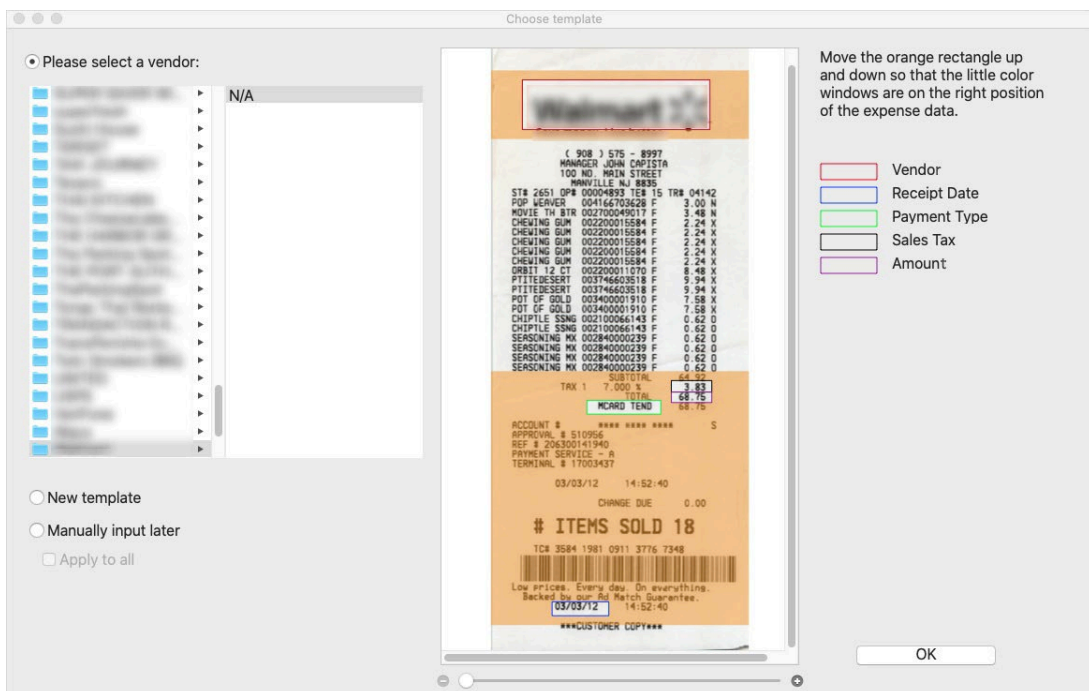 Choose template
Please select a vendor:
N/A
New template
Manually input later
Apply to all
Walmart
( 908 ) 575 - 8997
MANAGER JOHN CAPISTA
100 NO. MAIN STREET
MANVILLE NJ 8835
ST# 2651 OP# 00004893 TE# 15 TR# 04142
POP WEAVER 004166703628 F 3.00 N
MOVIE TH BTR 002700049017 F 3.48 N
CHEWING GUM 002200015584 F 2.24 X
CHEWING GUM 002200015584 F 2.24 X
CHEWING GUM 002200015584 F 2.24 X
CHEWING GUM 002200015584 F 2.24 X
CHEWING GUM 002200015584 F 2.24 X
ORBIT 12 CT 002200011070 F 8.48 X
PTITEDESERT 003746603518 F 9.94 X
PTITEDESERT 003746603518 F 9.94 X
POT OF GOLD 003400001910 F 7.58 X
POT OF GOLD 003400001910 F 7.58 X
CHIPTLE SSNG 002100066143 F 0.62 O
CHIPTLE SSNG 002100066143 F 0.62 O
SEASONING MX 002840000239 F 0.62 O
SEASONING MX 002840000239 F 0.62 O
SEASONING MX 002840000239 F 0.62 O
SEASONING MX 002840000239 F 0.62 O
SUBTOTAL 64.92
TAX 1 7.000 % 3.83
TOTAL 68.75
MCARD TEND 68.75
ACCOUNT # **** **** **** S
APPROVAL # 510956
REF # 206300141940
PAYMENT SERVICE - A
TERMINAL # 17003437
03/03/12 14:52:40
CHANGE DUE 0.00
# ITEMS SOLD 18
TC# 3584 1981 0911 3776 7348
Low prices. Every day. On everything.
Backed by our Ad Match Guarantee.
03/03/12 14:52:40
***CUSTOMER COPY***
Move the orange rectangle up
and down so that the little color
windows are on the right position
of the expense data.
Vendor
Receipt Date
Payment Type
Sales Tax
Amount
OK